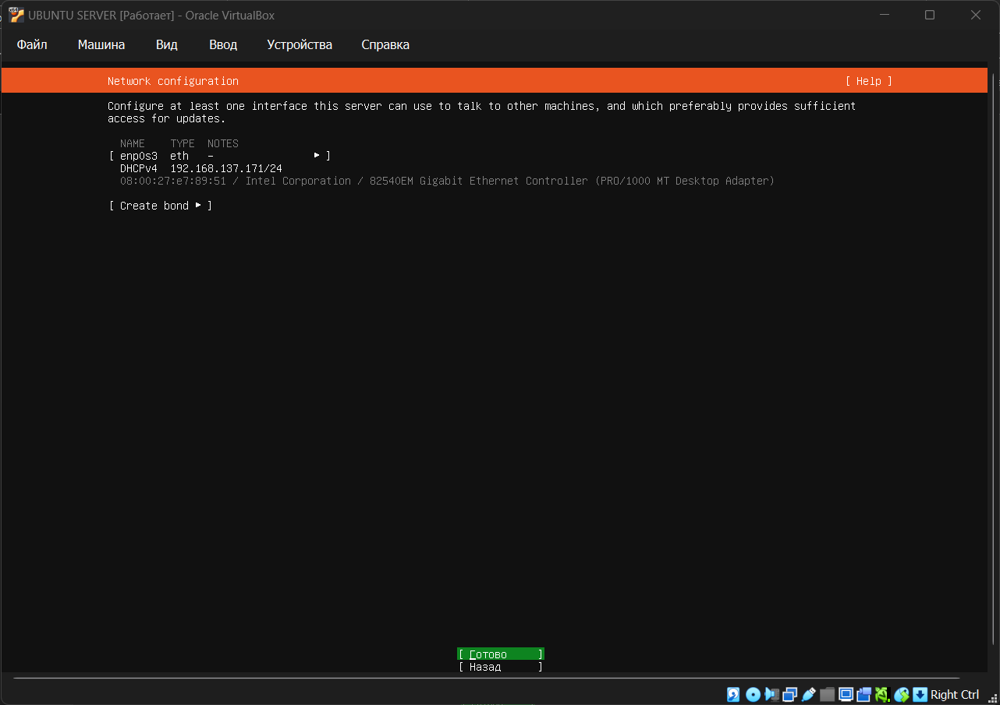 UBUNTU SERVER [Работает] - Oracle VirtualBox
Файл Машина Вид Ввод Устройства Справка
Network configuration [ Help ]
Configure at least one interface this server can use to talk to other machines, and which preferably provides sufficient
access for updates.
NAME TYPE NOTES
[ enp0s3 eth - ▸ ]
DHCPv4 192.168.137.171/24
08:00:27:e7:89:51 / Intel Corporation / 82540EM Gigabit Ethernet Controller (PRO/1000 MT Desktop Adapter)
[ Create bond ▸ ]
[ Готово ]
[ Назад ]
Right Ctrl